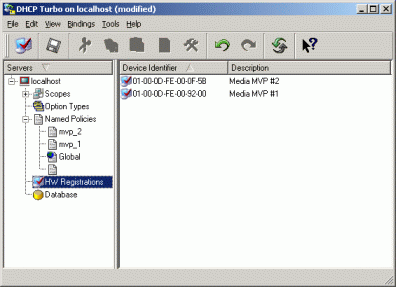 DHCP Turbo on localhost (modified)
File Edit View Bindings Tools Help
Servers
Device Identifier Description
localhost
Scopes
Option Types
Named Policies
mvp_2
mvp_1
Global
HW Registrations
Database
01-00-0D-FE-00-0F-5B Media MVP #2
01-00-0D-FE-00-92-00 Media MVP #1